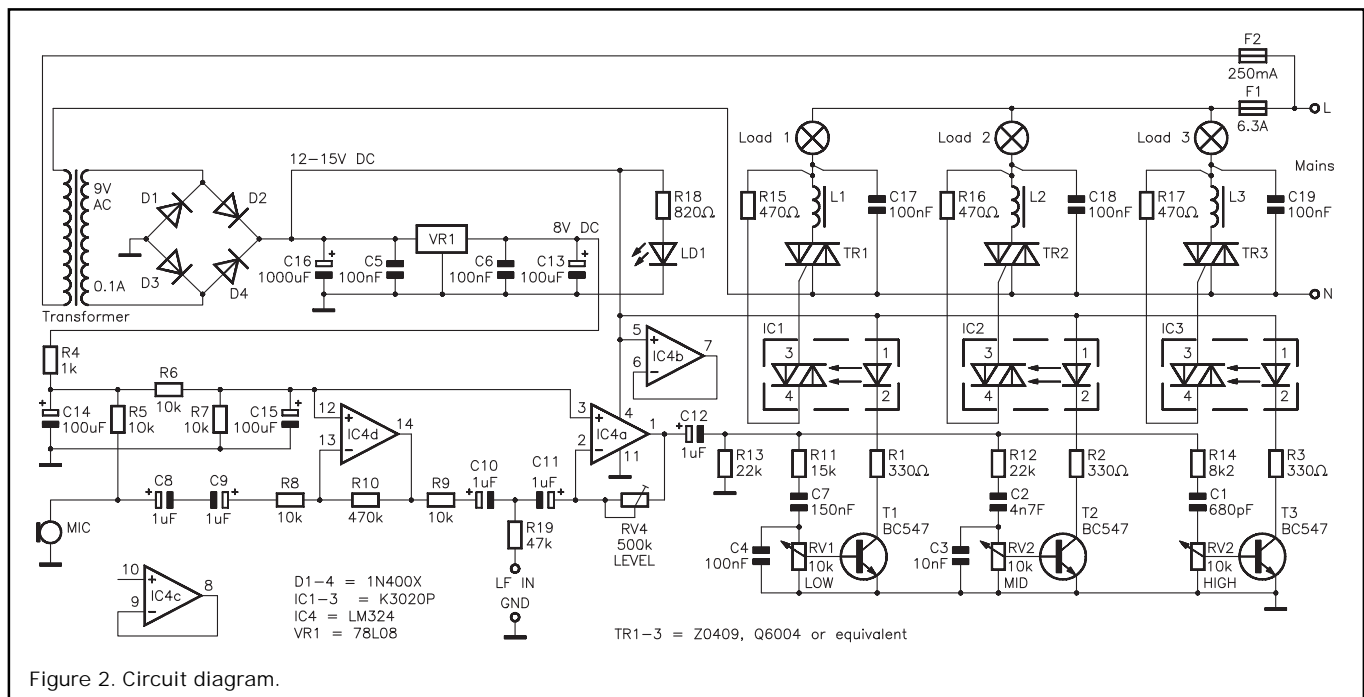 F2
250mA
F1
6.3A
L
Load 1
Load 2
Load 3
Mains
12-15V DC
9V
AC
D1
D2
D3
D4
0.1A
Transformer
R18
820Ω
LD1
VR1
8V DC
C16
1000uF
C5
100nF
C6
100nF
C13
100uF
R15
470Ω
L1
C17
100nF
TR1
R16
470Ω
L2
C18
100nF
TR2
R17
470Ω
L3
C19
100nF
TR3
N
R4
1k
R6
10k
C14
100uF
R5
10k
R7
10k
C15
100uF
12
13
14
IC4d
5
6
7
IC4b
3
2
4
1
11
IC4a
C12
1uF
IC1
3
4
1
2
IC2
3
4
1
2
IC3
3
4
1
2
MIC
C8
1uF
C9
1uF
R8
10k
R10
470k
R9
10k
C10
1uF
C11
1uF
R19
47k
LF IN
GND
RV4
500k
LEVEL
R13
22k
R11
15k
C7
150nF
C4
100nF
RV1
10k
LOW
R1
330Ω
T1
BC547
R12
22k
C2
4n7F
C3
10nF
RV2
10k
MID
R2
330Ω
T2
BC547
R14
8k2
C1
680pF
RV2
10k
HIGH
R3
330Ω
T3
BC547
10
9
8
IC4c
D1-4 = 1N400X
IC1-3 = K3020P
IC4 = LM324
VR1 = 78L08
TR1-3 = Z0409, Q6004 or equivalent
Figure 2. Circuit diagram.